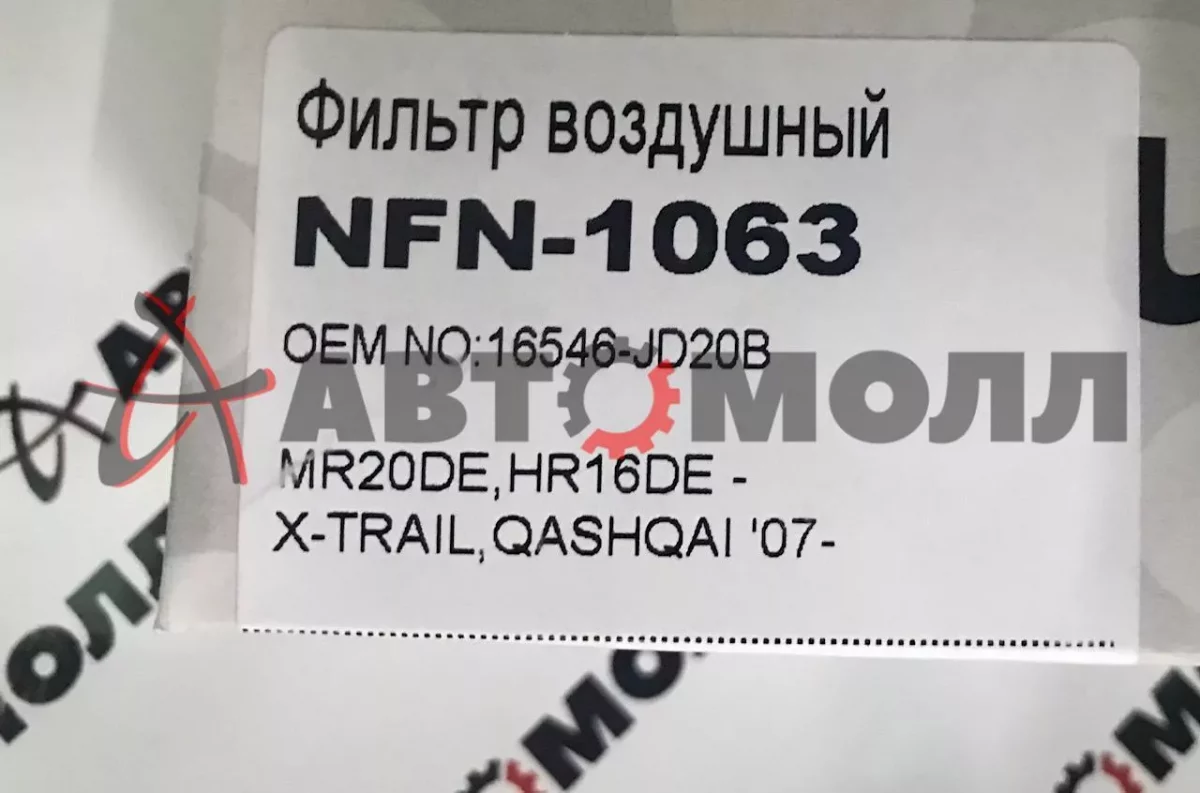 Фильтр воздушный
NFN-1063
OEM NO:16546-JD20B
АВТОМОЛЛ
MR20DE,HR16DE -
X-TRAIL,QASHQAI '07-